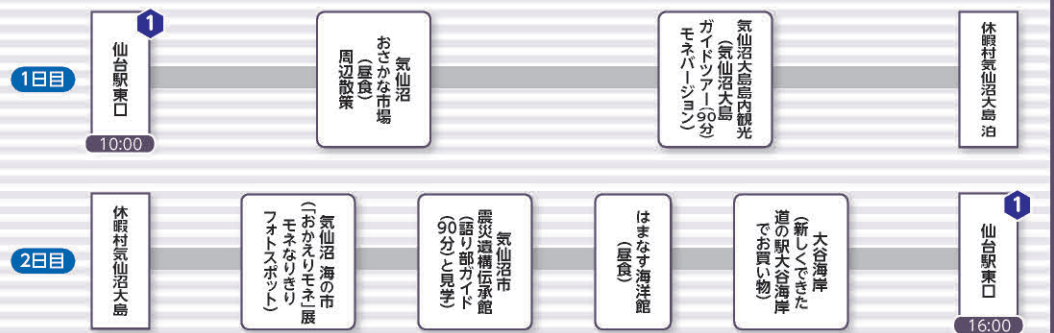 1日目
1
仙台駅東口
10:00
気仙沼
おさかな市場
(昼食)
周辺散策
気仙沼大島島内観光
(気仙沼大島
ガイドツアー(90分)
モネバージョン)
休暇村気仙沼大島 泊
2日目
休暇村気仙沼大島
気仙沼 海の市
(「おかえりモネ」展
モネなりきり
フォトスポット)
気仙沼市
震災遺構伝承館
(語り部ガイド
90分)と見学)
はまなす海洋館
(昼食)
大谷海岸
(新しくできた
道の駅大谷海岸
でお買い物)
1
仙台駅東口
16:00